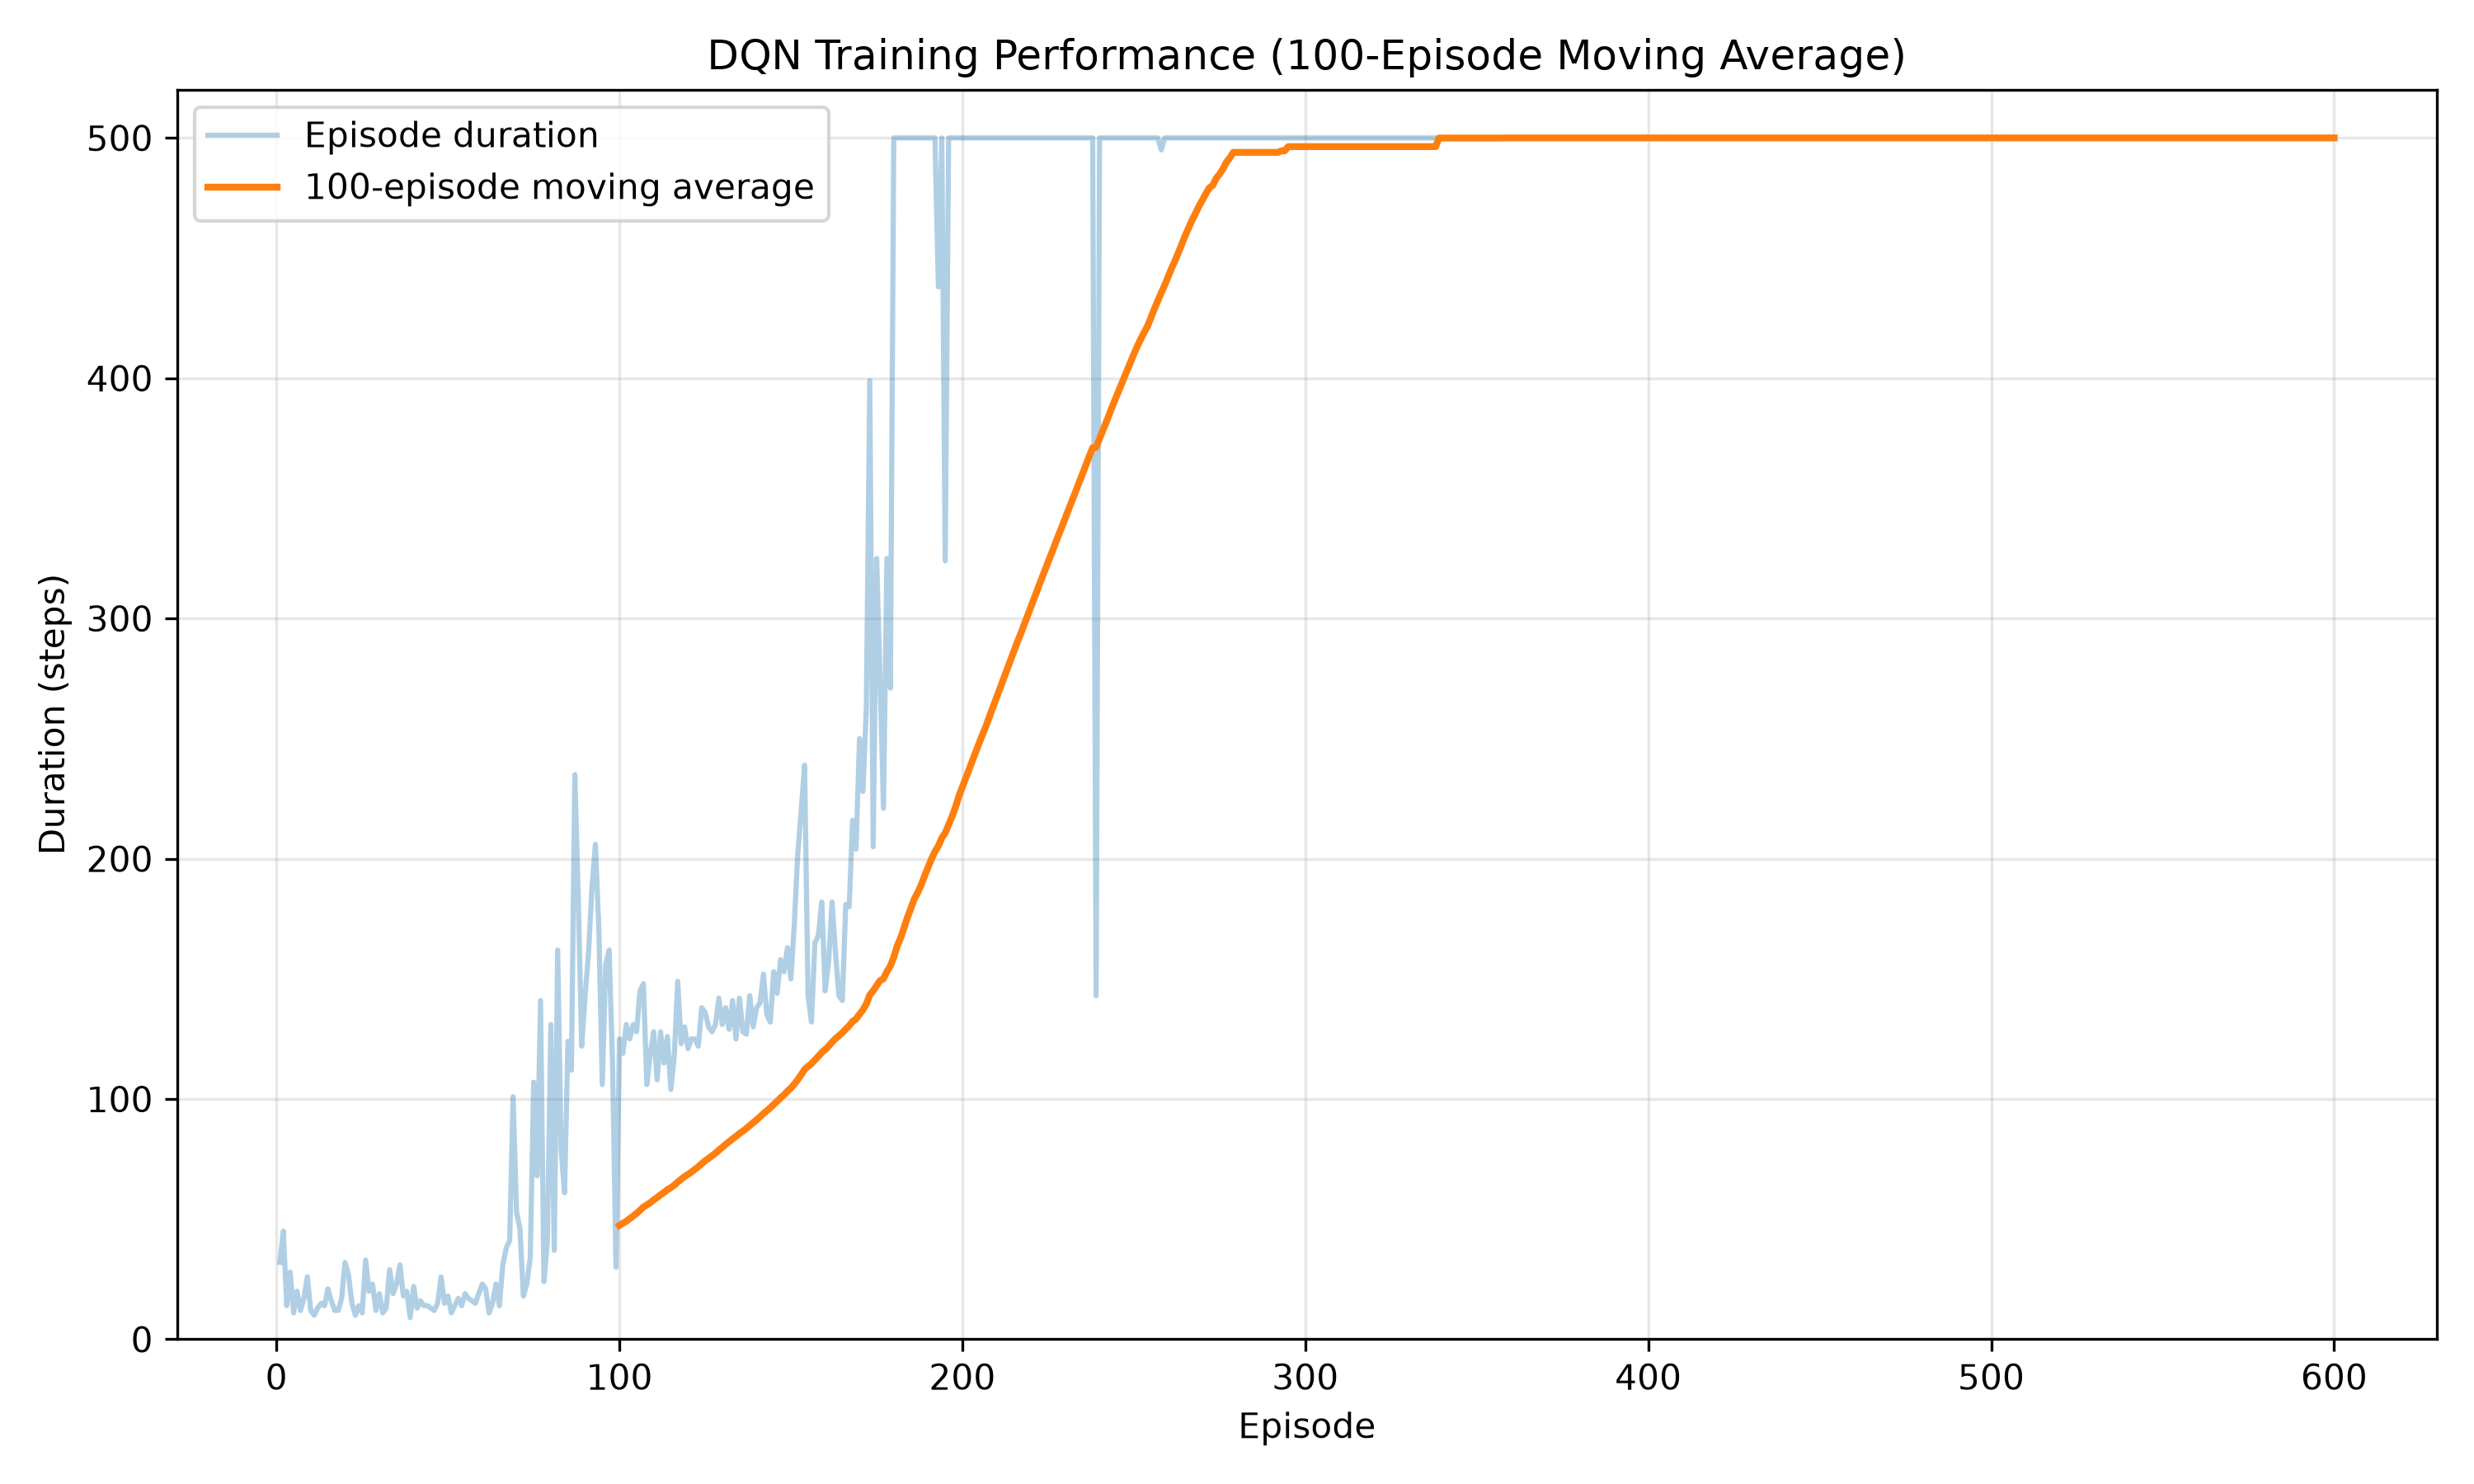 DQN Training Performance (100-Episode Moving Average)
Episode duration
100-episode moving average
Duration (steps)
500
400
300
200
100
0
0 100 200 300 400 500 600
Episode